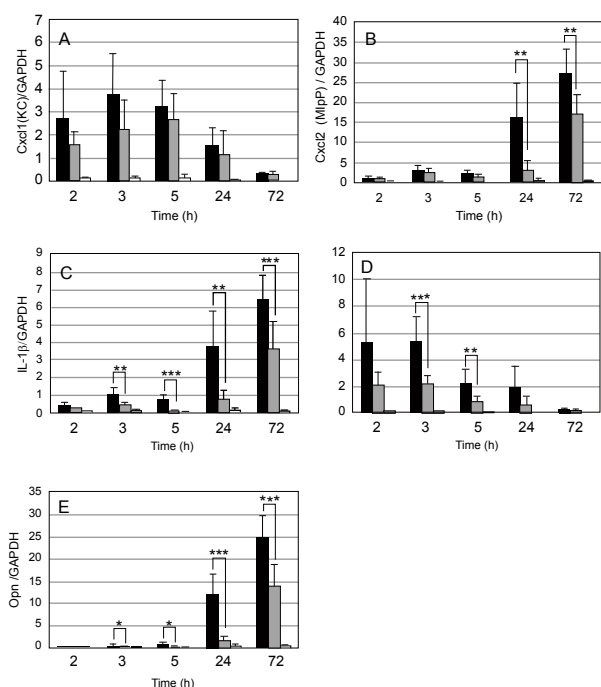 A
Cxcl1(KC)/GAPDH
7
6
5
4
3
2
1
0
2 3 5 24 72
Time (h)
B
Cxcl2 (MIpP) / GAPDH
40
35
30
25
20
15
10
5
0
** **
2 3 5 24 72
Time (h)
C
IL-1β/GAPDH
9
8
7
6
5
4
3
2
1
0
** *** ** ***
2 3 5 24 72
Time (h)
D
12
10
8
6
4
2
0
*** **
2 3 5 24 72
Time (h)
E
Opn /GAPDH
35
30
25
20
15
10
5
0
* * *** ***
2 3 5 24 72
Time (h)